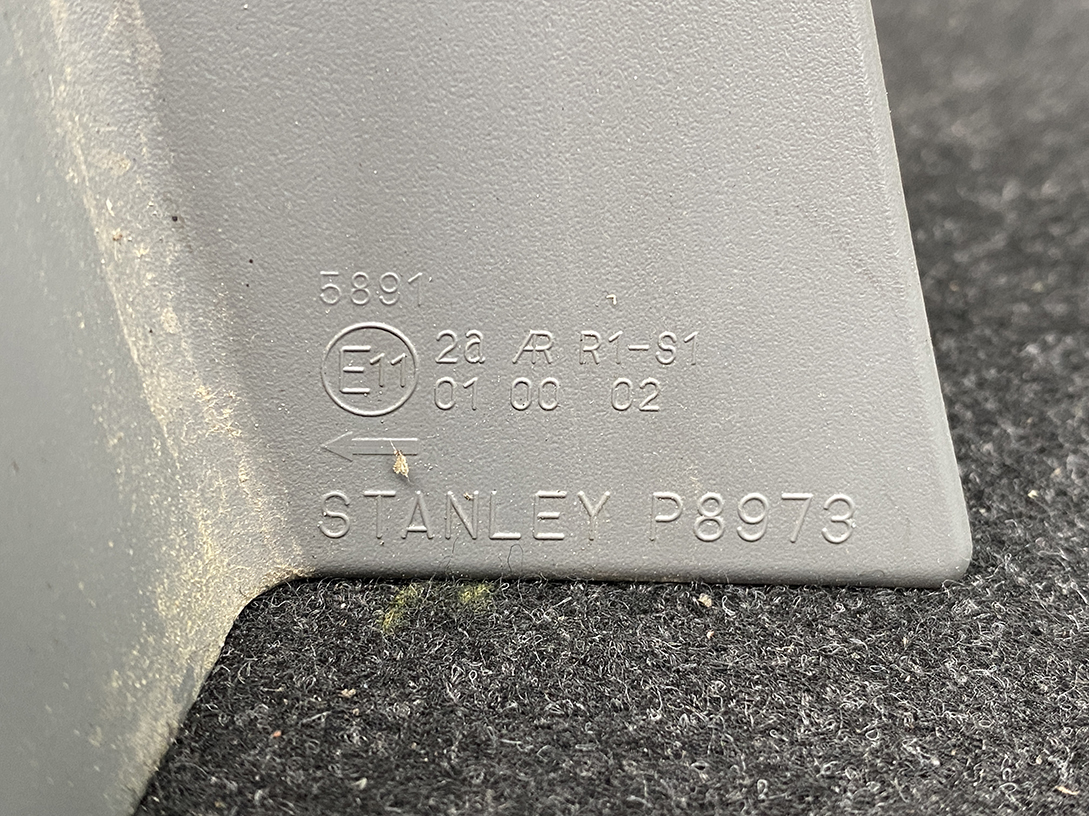 5891
E11 2a AR R1-S1
01 00 02
STANLEY P8973